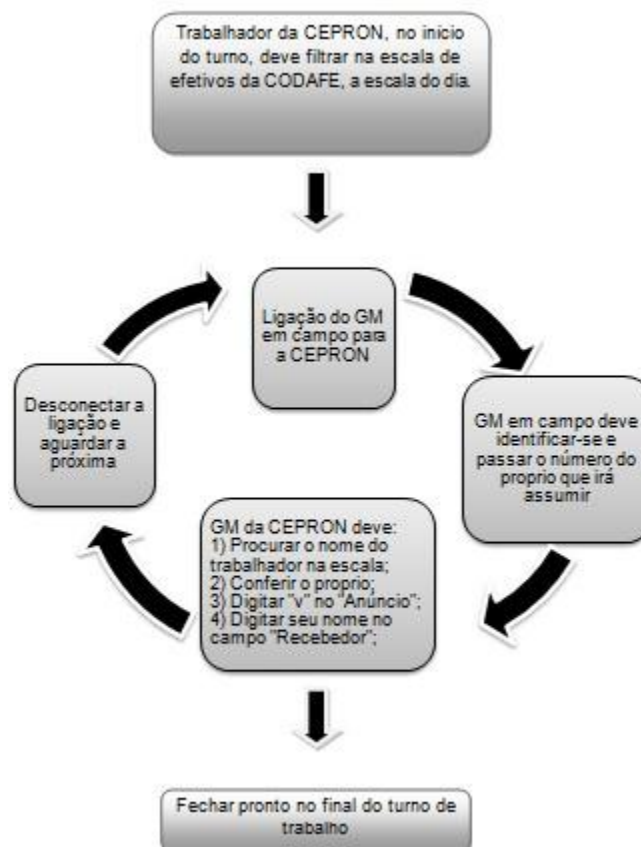 Trabalhador da CEPRON, no inicio
do turno, deve filtrar na escala de
efetivos da CODAFE, a escala do dia.
Ligação do GM
em campo para
a CEPRON
GM em campo deve
identificar-se e
passar o número do
proprio que irá
assumir
GM da CEPRON deve:
1) Procurar o nome do
trabalhador na escala;
2) Conferir o proprio;
3) Digitar "v" no "Anúncio";
4) Digitar seu nome no
campo "Recebedor";
Desconectar a
ligação e
aguardar a
próxima
Fechar pronto no final do turno de
trabalho